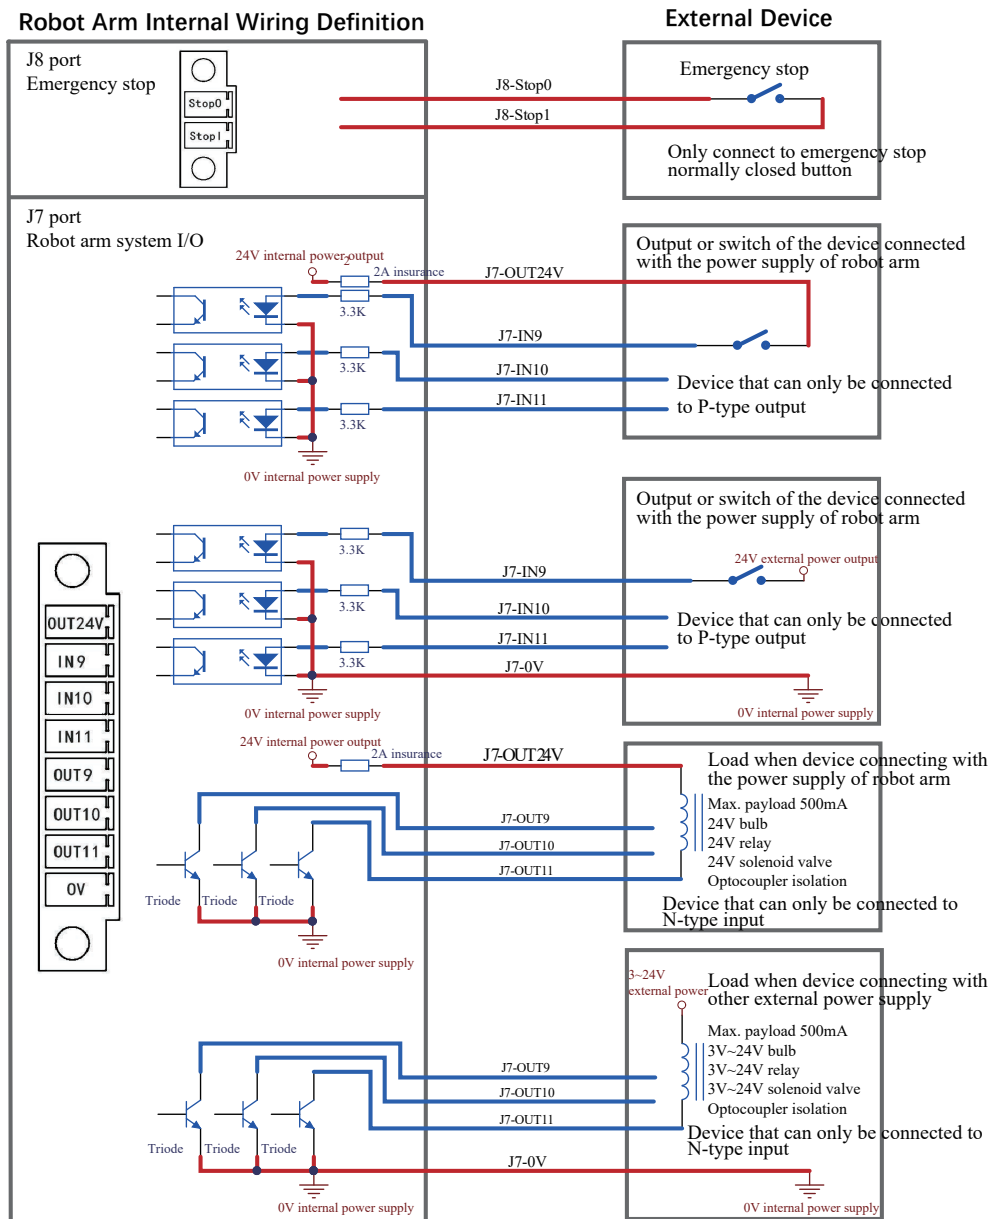 Robot Arm Internal Wiring Definition
External Device
J8 port
Emergency stop
Stop0
Stop1
J8-Stop0
J8-Stop1
Emergency stop
Only connect to emergency stop
normally closed button
J7 port
Robot arm system I/O
24V internal power output
2
2A insurance
3.3K
3.3K
3.3K
0V internal power supply
J7-OUT24V
J7-IN9
J7-IN10
J7-IN11
Output or switch of the device connected
with the power supply of robot arm
Device that can only be connected
to P-type output
3.3K
3.3K
3.3K
0V internal power supply
J7-IN9
J7-IN10
J7-IN11
J7-0V
Output or switch of the device connected
with the power supply of robot arm
24V external power output
Device that can only be connected
to P-type output
0V internal power supply
OUT24V
IN9
IN10
IN11
OUT9
OUT10
OUT11
0V
24V internal power output
2A insurance
J7-OUT24V
J7-OUT9
J7-OUT10
J7-OUT11
Triode
Triode
Triode
0V internal power supply
Load when device connecting with
the power supply of robot arm
Max. payload 500mA
24V bulb
24V relay
24V solenoid valve
Optocoupler isolation
Device that can only be connected to
N-type input
J7-OUT9
J7-OUT10
J7-OUT11
J7-0V
Triode
Triode
Triode
0V internal power supply
3~24V
external power
Load when device connecting with
other external power supply
Max. payload 500mA
3V~24V bulb
3V~24V relay
3V~24V solenoid valve
Optocoupler isolation
Device that can only be connected to
N-type input
0V internal power supply